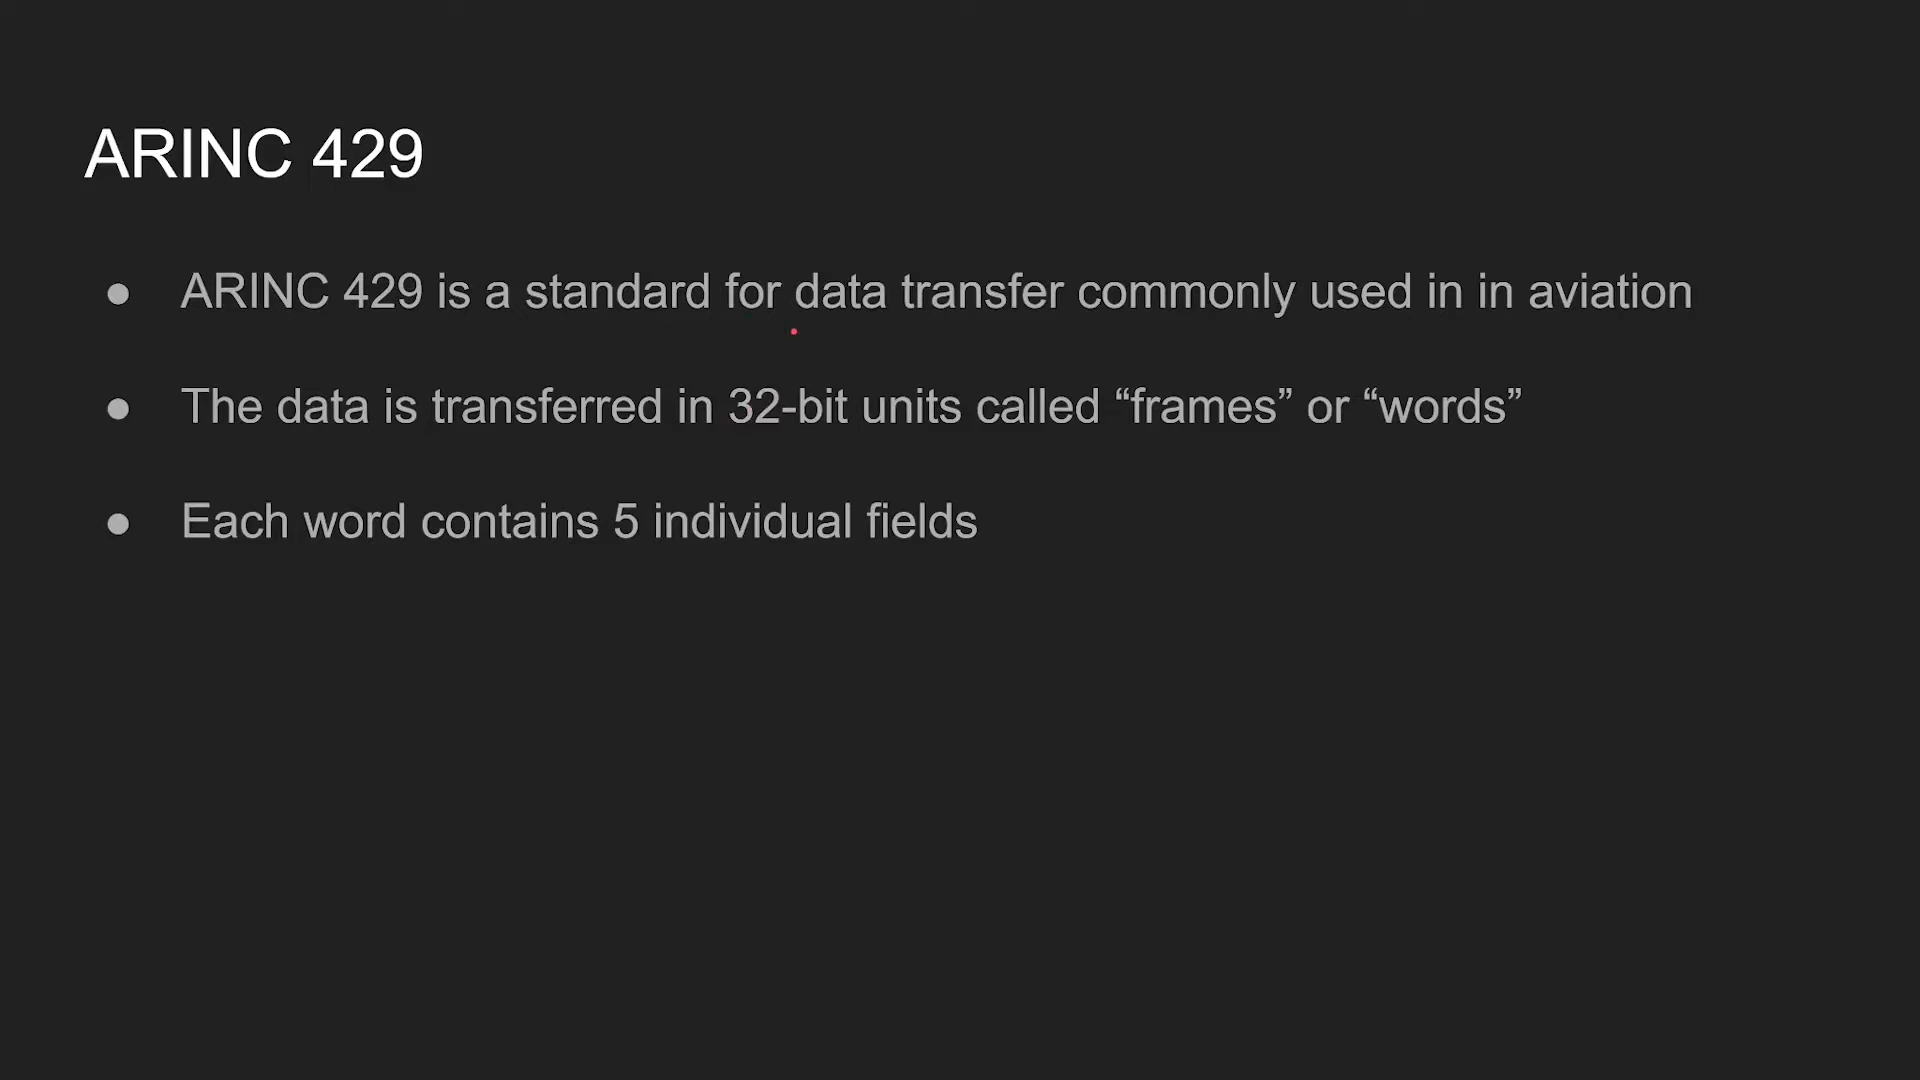 ARINC 429
● ARINC 429 is a standard for data transfer commonly used in in aviation
● The data is transferred in 32-bit units called “frames” or “words”
● Each word contains 5 individual fields